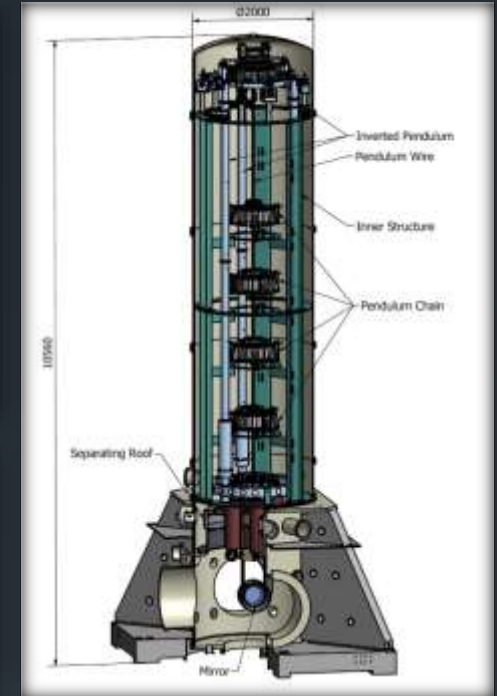 Ø2000
Inverted Pendulum
Pendulum Wire
Inner Structure
Pendulum Chain
10560
Separating Roof
Mirror